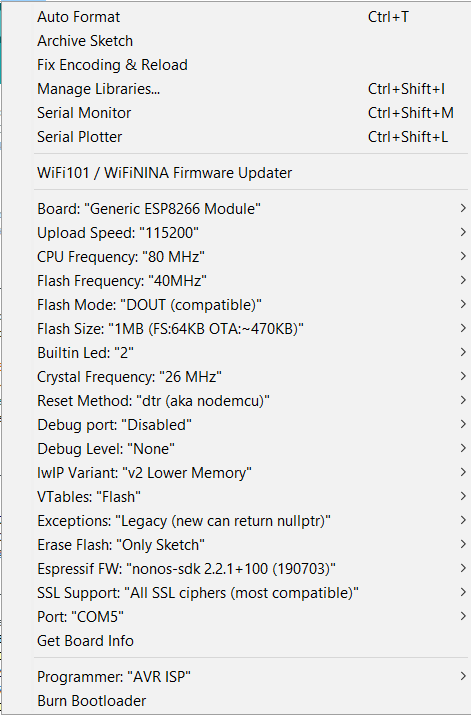 Auto Format Ctrl+T
Archive Sketch
Fix Encoding & Reload
Manage Libraries... Ctrl+Shift+I
Serial Monitor Ctrl+Shift+M
Serial Plotter Ctrl+Shift+L
WiFi101 / WiFiNINA Firmware Updater
Board: "Generic ESP8266 Module"
Upload Speed: "115200"
CPU Frequency: "80 MHz"
Flash Frequency: "40MHz"
Flash Mode: "DOUT (compatible)"
Flash Size: "1MB (FS:64KB OTA:~470KB)"
Builtin Led: "2"
Crystal Frequency: "26 MHz"
Reset Method: "dtr (aka nodemcu)"
Debug port: "Disabled"
Debug Level: "None"
lwIP Variant: "v2 Lower Memory"
VTables: "Flash"
Exceptions: "Legacy (new can return nullptr)"
Erase Flash: "Only Sketch"
Espressif FW: "nonos-sdk 2.2.1+100 (190703)"
SSL Support: "All SSL ciphers (most compatible)"
Port: "COM5"
Get Board Info
Programmer: "AVR ISP"
Burn Bootloader